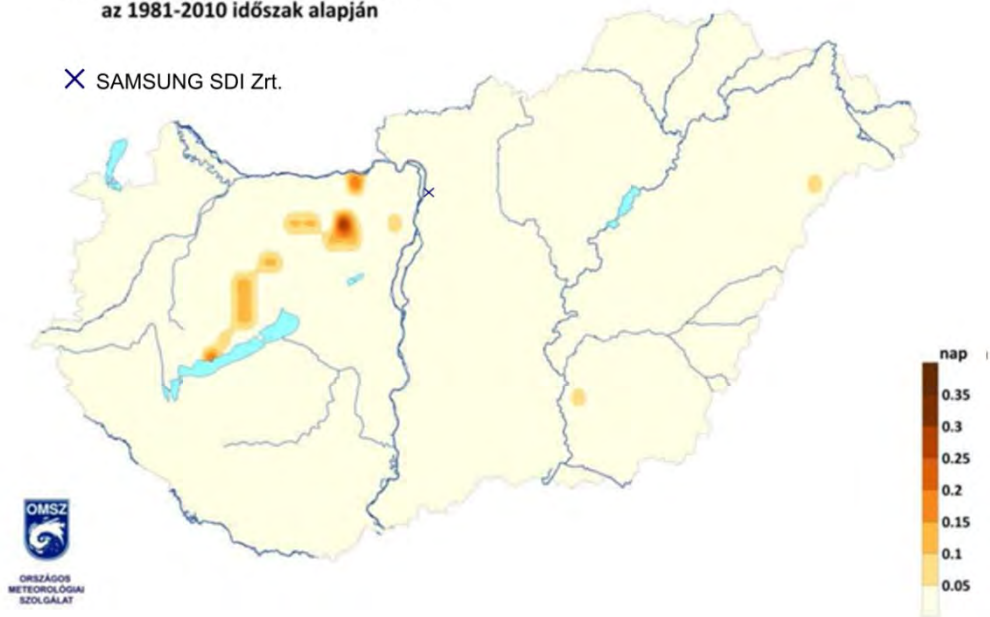 az 1981-2010 időszak alapján
× SAMSUNG SDI Zrt.
nap
0.35
0.3
0.25
0.2
0.15
0.1
0.05
OMSZ
ORSZÁGOS
METEOROLÓGIAI
SZOLGÁLAT